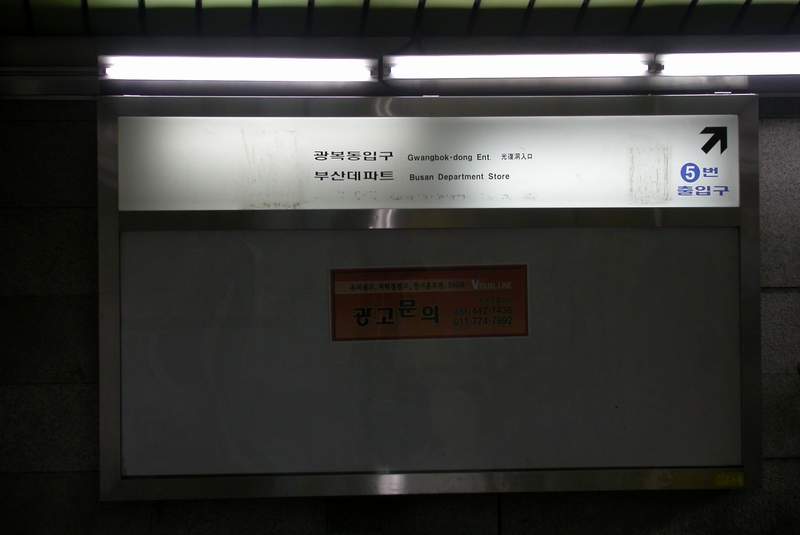 광복동입구 Gwangbok-dong Ent. 光復洞入口
부산데파트 Busan Department Store
5번
출입구
광고문의